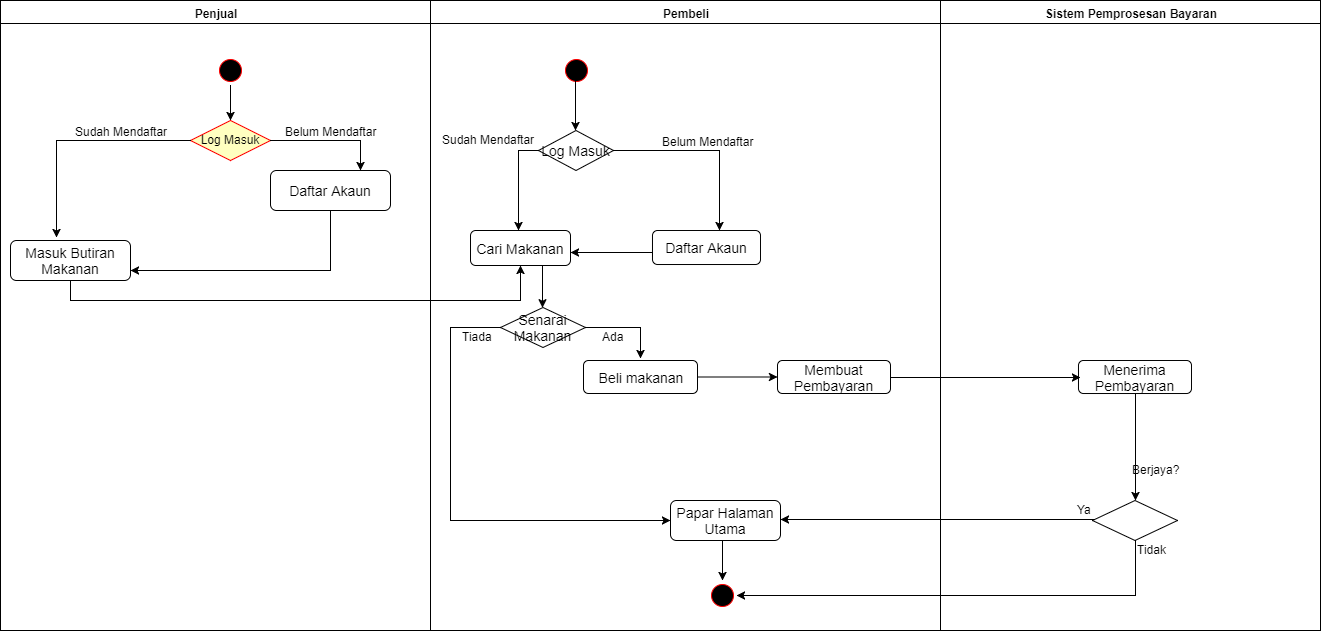 Penjual
Pembeli
Sistem Pemprosesan Bayaran
Sudah Mendaftar
Log Masuk
Belum Mendaftar
Daftar Akaun
Masuk Butiran
Makanan
Sudah Mendaftar
Log Masuk
Belum Mendaftar
Cari Makanan
Daftar Akaun
Senarai
Makanan
Tiada
Ada
Beli makanan
Membuat
Pembayaran
Menerima
Pembayaran
Berjaya?
Ya
Tidak
Papar Halaman
Utama